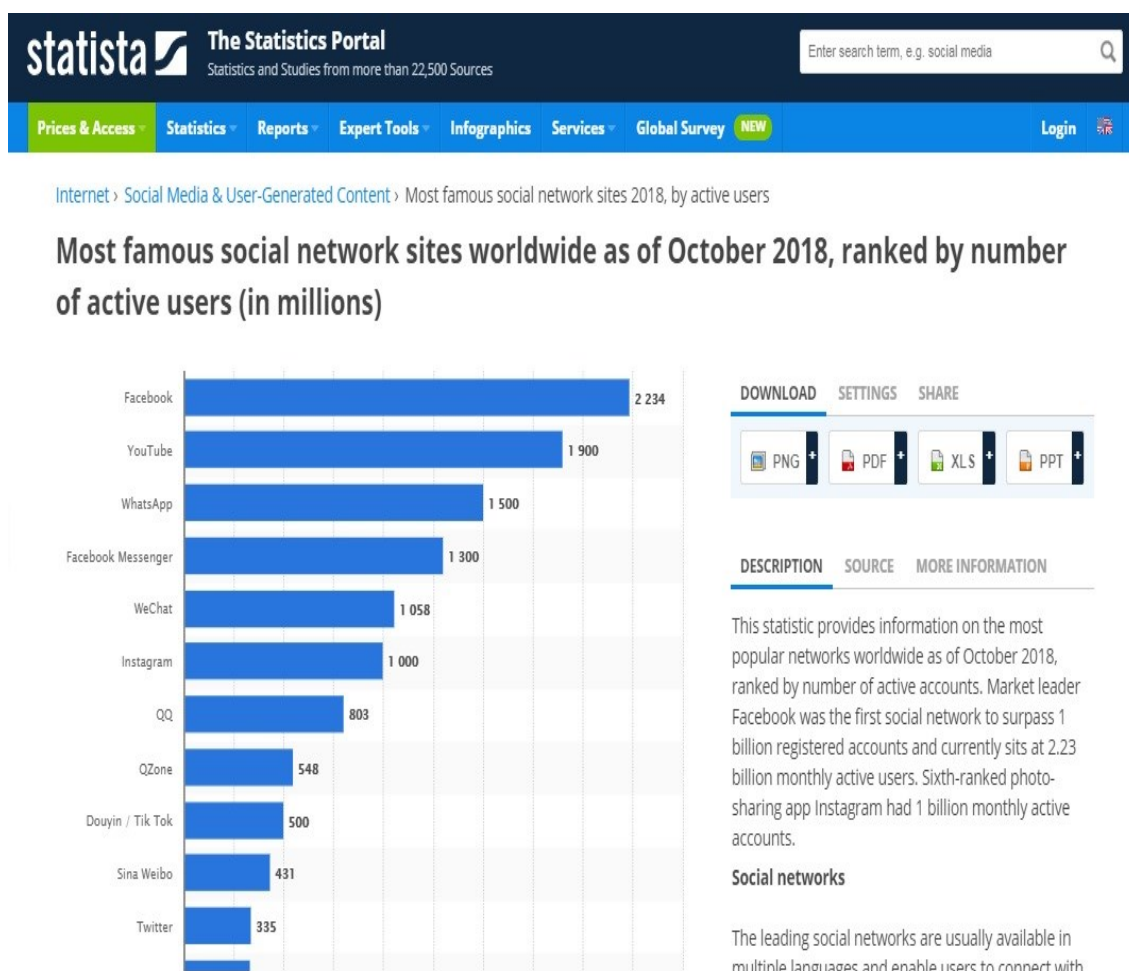 statista
The Statistics Portal
Statistics and Studies from more than 22,500 Sources
Enter search term, e.g. social media
Prices & Access Statistics Reports Expert Tools Infographics Services Global Survey NEW Login
Internet › Social Media & User-Generated Content › Most famous social network sites 2018, by active users
Most famous social network sites worldwide as of October 2018, ranked by number
of active users (in millions)
Facebook 2 234
YouTube 1 900
WhatsApp 1 500
Facebook Messenger 1 300
WeChat 1 058
Instagram 1 000
QQ 803
QZone 548
Douyin / Tik Tok 500
Sina Weibo 431
Twitter 335
DOWNLOAD SETTINGS SHARE
PNG + PDF + XLS + PPT +
DESCRIPTION SOURCE MORE INFORMATION
This statistic provides information on the most
popular networks worldwide as of October 2018,
ranked by number of active accounts. Market leader
Facebook was the first social network to surpass 1
billion registered accounts and currently sits at 2.23
billion monthly active users. Sixth-ranked photo-
sharing app Instagram had 1 billion monthly active
accounts.
Social networks
The leading social networks are usually available in
multiple languages and enable users to connect with